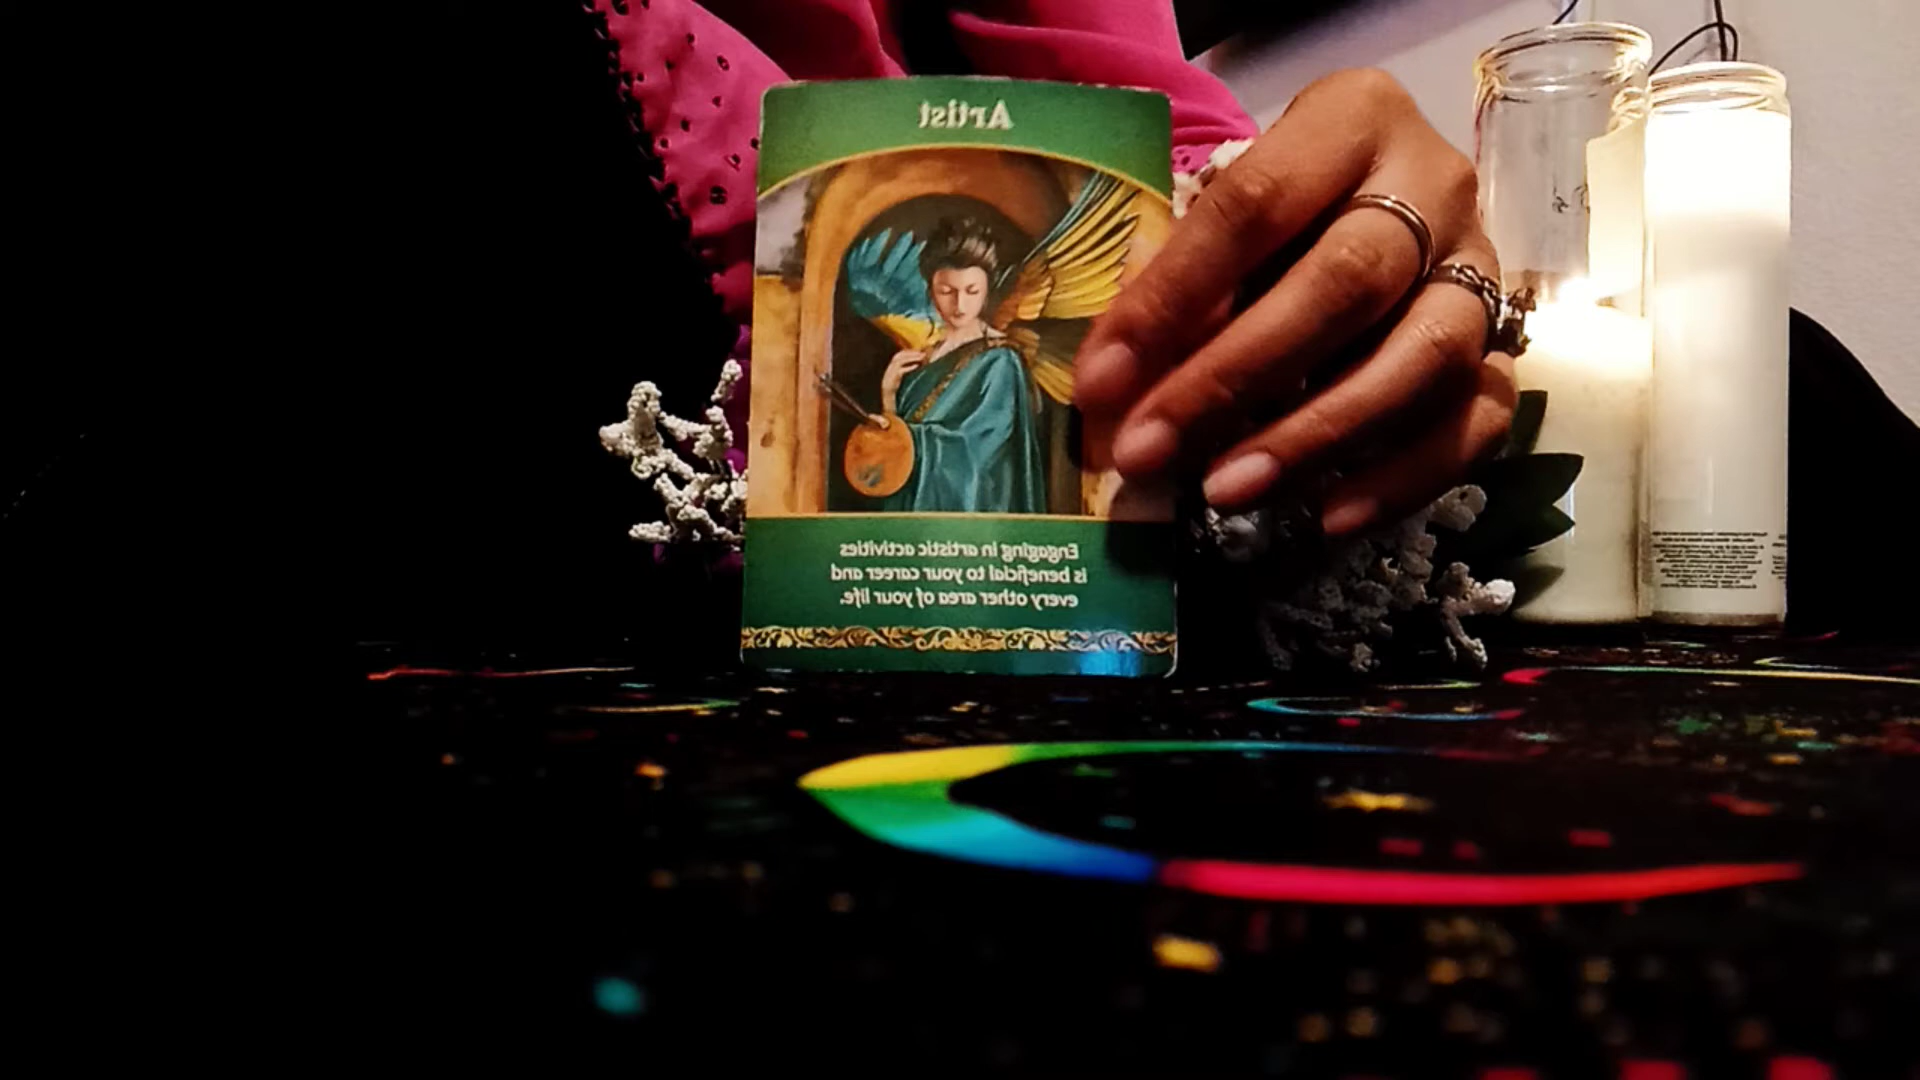 Artist
Engaging in artistic activities
is beneficial to your career and
every other area of your life.